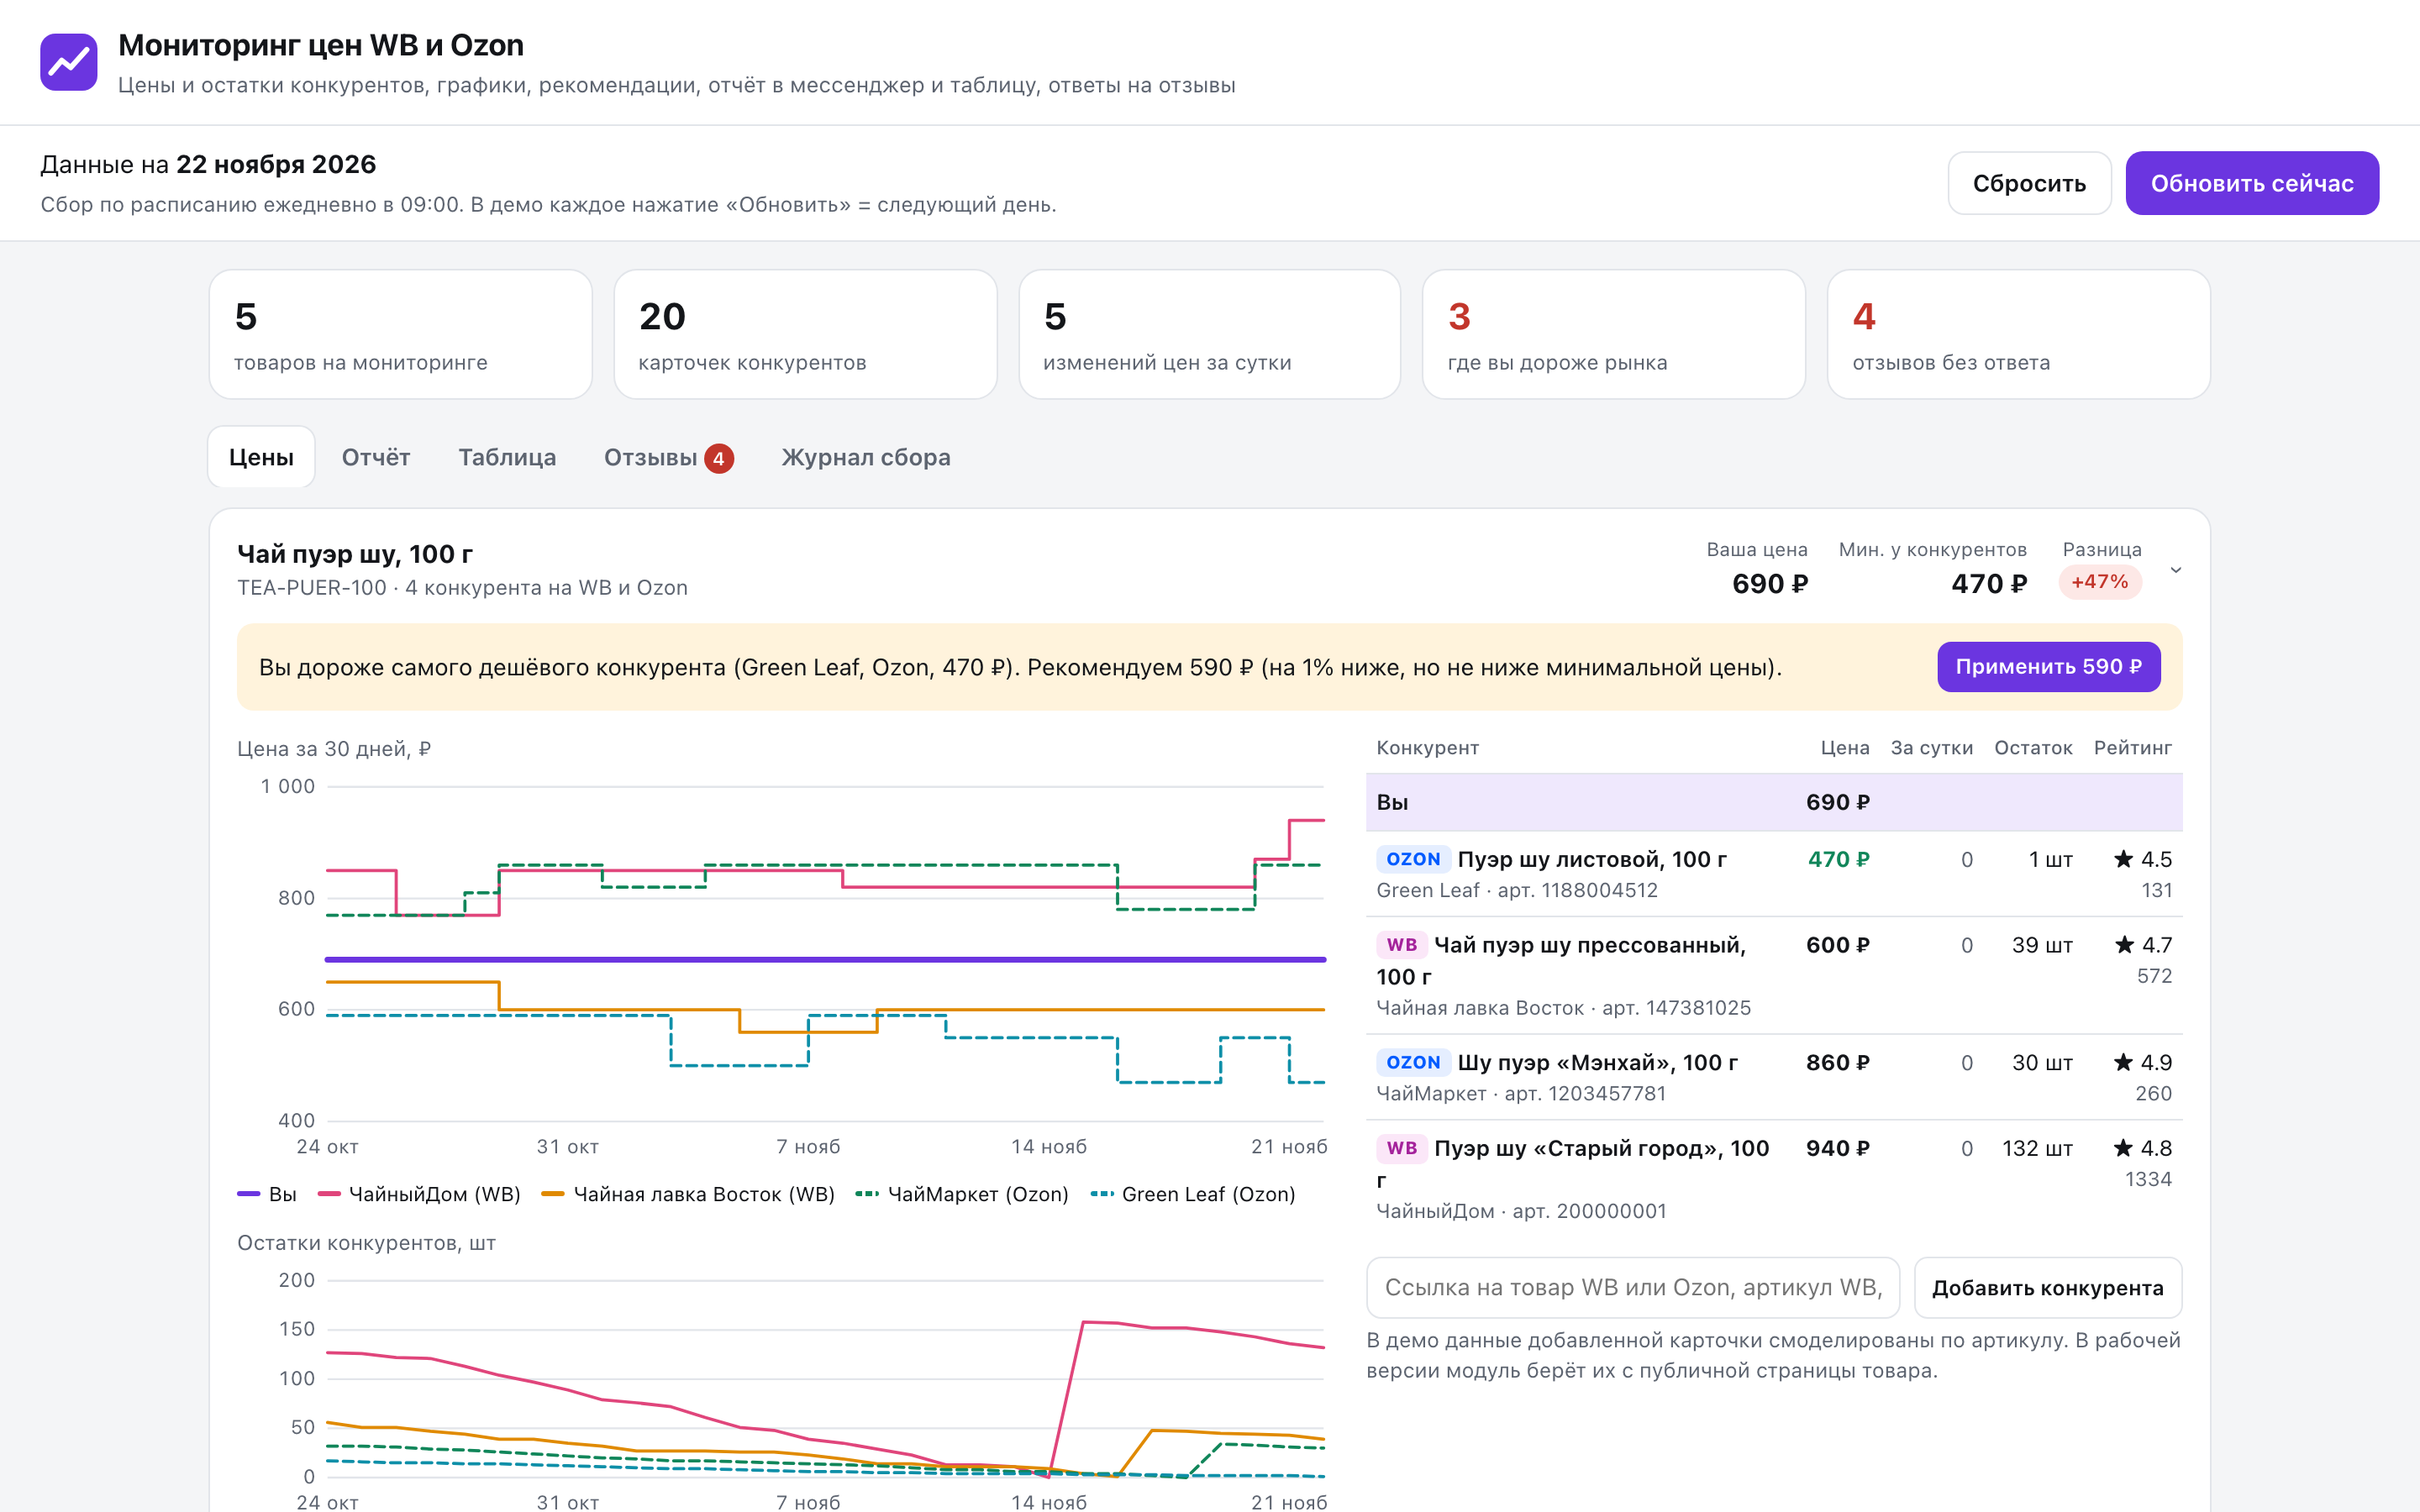 Мониторинг цен WB и Ozon
Цены и остатки конкурентов, графики, рекомендации, отчёт в мессенджер и таблицу, ответы на отзывы
Данные на 22 ноября 2026
Сбор по расписанию ежедневно в 09:00. В демо каждое нажатие «Обновить» = следующий день.
Сбросить
Обновить сейчас
5
товаров на мониторинге
20
карточек конкурентов
5
изменений цен за сутки
3
где вы дороже рынка
4
отзывов без ответа
Цены
Отчёт
Таблица
Отзывы 4
Журнал сбора
Чай пуэр шу, 100 г
TEA-PUER-100 · 4 конкурента на WB и Ozon
Ваша цена
690 ₽
Мин. у конкурентов
470 ₽
Разница
+47%
Вы дороже самого дешёвого конкурента (Green Leaf, Ozon, 470 ₽). Рекомендуем 590 ₽ (на 1% ниже, но не ниже минимальной цены).
Применить 590 ₽
Цена за 30 дней, ₽
1 000
800
600
400
24 окт 31 окт 7 нояб 14 нояб 21 нояб
Вы ЧайныйДом (WB) Чайная лавка Восток (WB) ЧайМаркет (Ozon) Green Leaf (Ozon)
Остатки конкурентов, шт
200
150
100
50
0
24 окт 31 окт 7 нояб 14 нояб 21 нояб
Конкурент Цена За сутки Остаток Рейтинг
Вы 690 ₽
OZON Пуэр шу листовой, 100 г 470 ₽ 0 1 шт ★ 4.5
Green Leaf · арт. 1188004512 131
WB Чай пуэр шу прессованный, 600 ₽ 0 39 шт ★ 4.7
100 г 572
Чайная лавка Восток · арт. 147381025
OZON Шу пуэр «Мэнхай», 100 г 860 ₽ 0 30 шт ★ 4.9
ЧайМаркет · арт. 1203457781 260
WB Пуэр шу «Старый город», 100 940 ₽ 0 132 шт ★ 4.8
г 1334
ЧайныйДом · арт. 200000001
Ссылка на товар WB или Ozon, артикул WB,
Добавить конкурента
В демо данные добавленной карточки смоделированы по артикулу. В рабочей
версии модуль берёт их с публичной страницы товара.